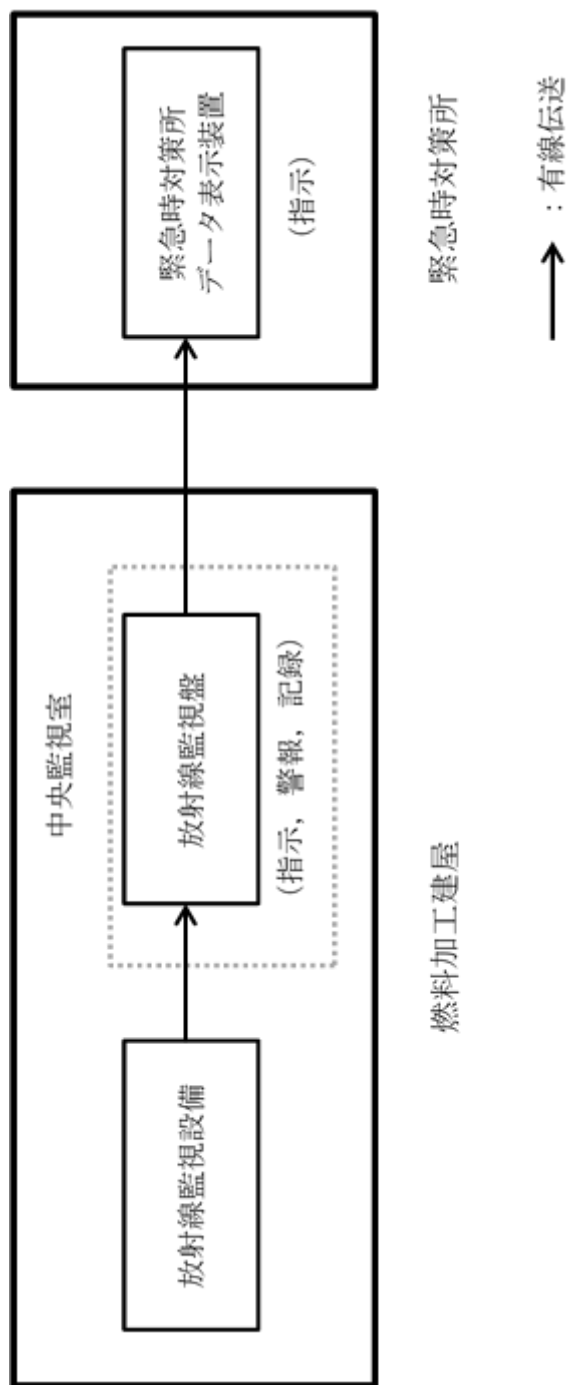 中央監視室
放射線監視設備
放射線監視盤
(指示, 警報, 記録)
燃料加工建屋
緊急時対策所
データ表示装置
(指示)
緊急時対策所
：有線伝送